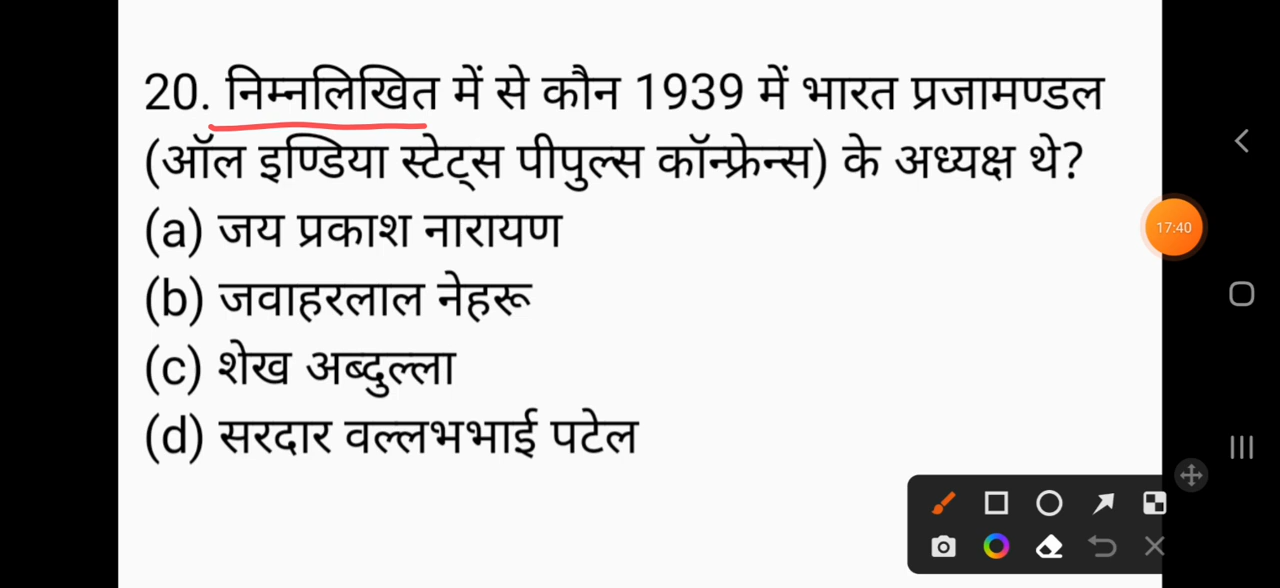 20. निम्नलिखित में से कौन 1939 में भारत प्रजामण्डल
(ऑल इण्डिया स्टेट्स पीपुल्स कॉन्फ्रेन्स) के अध्यक्ष थे?
(a) जय प्रकाश नारायण
17:40
(b) जवाहरलाल नेहरू
(c) शेख अब्दुल्ला
(d) सरदार वल्लभभाई पटेल